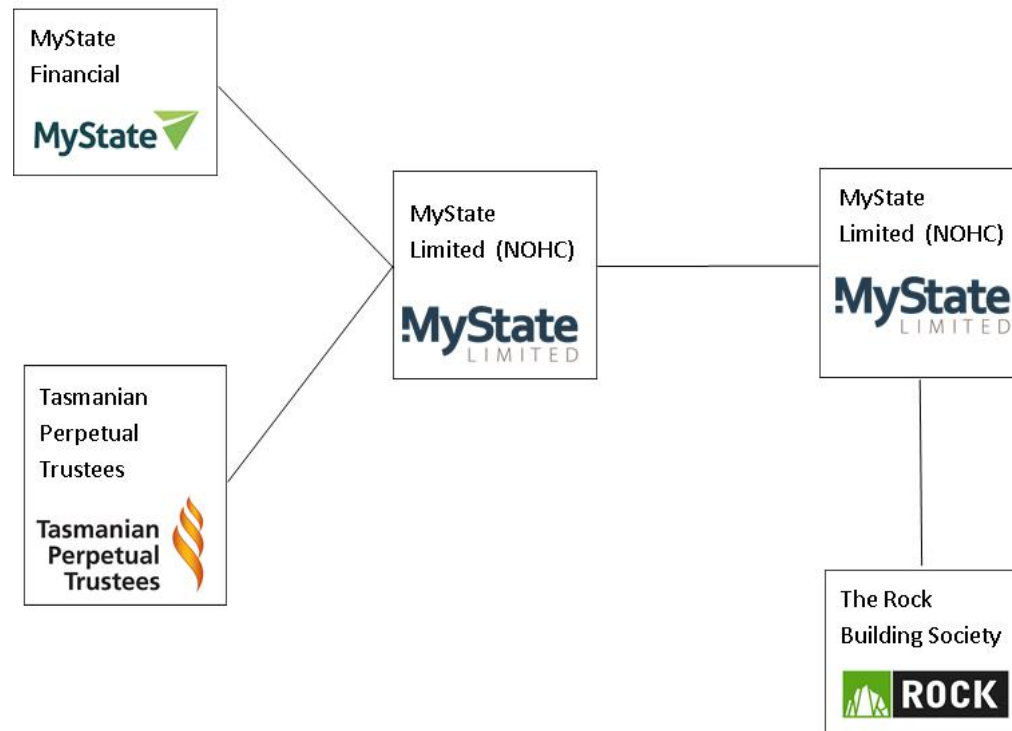 MyState
Financial
MyState
Tasmanian
Perpetual
Trustees
Tasmanian
Perpetual
Trustees
MyState
Limited (NOHC)
MyState
LIMITED
MyState
Limited (NOHC)
MyState
LIMITED
The Rock
Building Society
ROCK